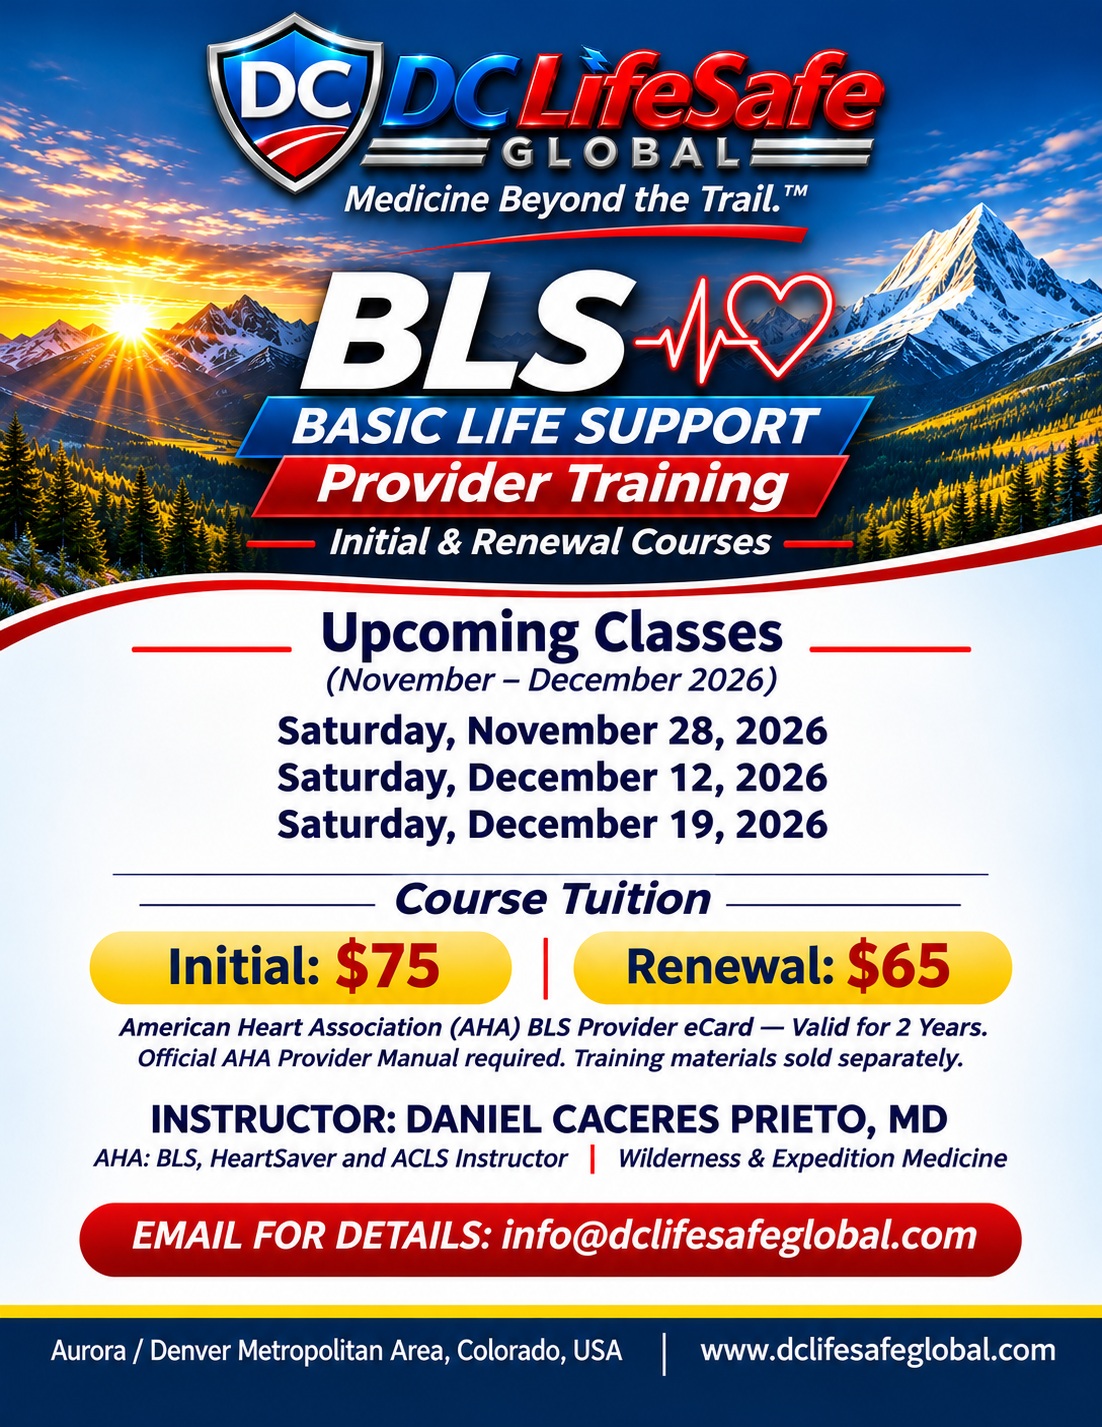 DC
DC LifeSafe
GLOBAL
Medicine Beyond the Trail.™
BLS
BASIC LIFE SUPPORT
Provider Training
Initial & Renewal Courses
Upcoming Classes
(November – December 2026)
Saturday, November 28, 2026
Saturday, December 12, 2026
Saturday, December 19, 2026
Course Tuition
Initial: $75 | Renewal: $65
American Heart Association (AHA) BLS Provider eCard — Valid for 2 Years.
Official AHA Provider Manual required. Training materials sold separately.
INSTRUCTOR: DANIEL CACERES PRIETO, MD
AHA: BLS, HeartSaver and ACLS Instructor | Wilderness & Expedition Medicine
EMAIL FOR DETAILS: info@dclifesafeglobal.com
Aurora / Denver Metropolitan Area, Colorado, USA | www.dclifesafeglobal.com